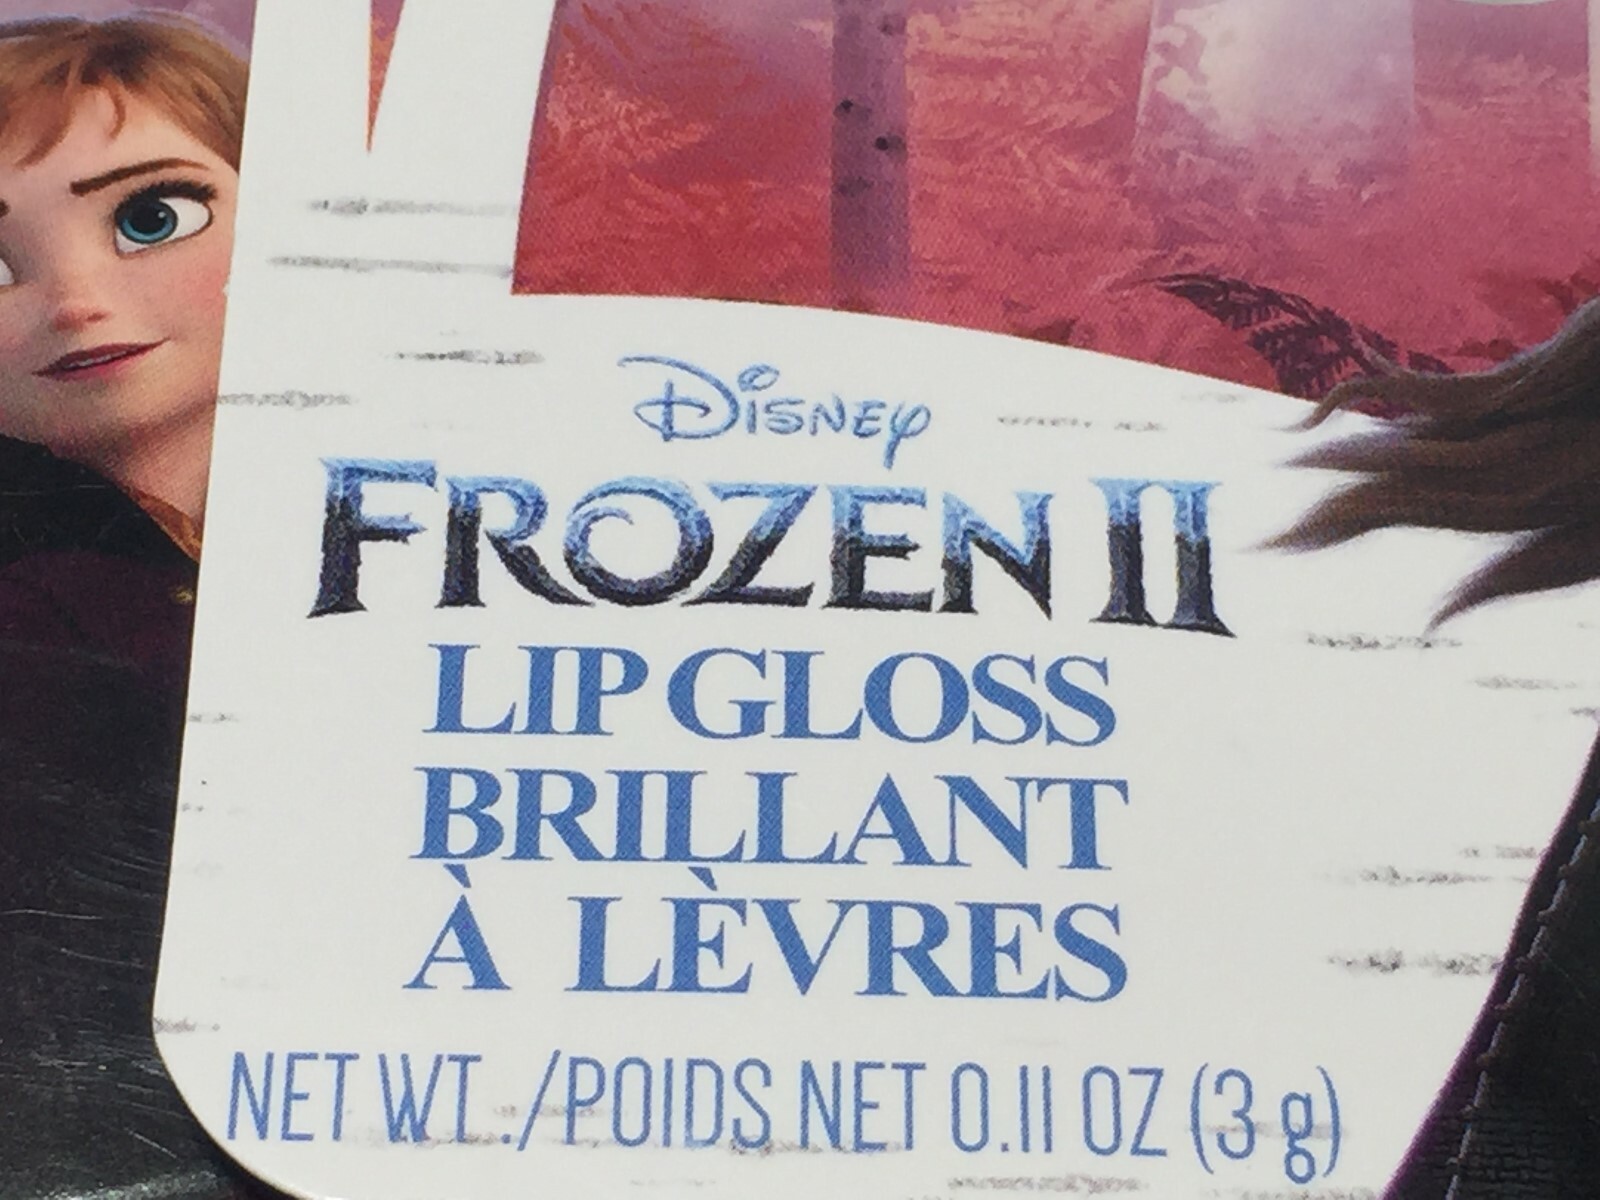 Disney
FROZEN II
LIP GLOSS
BRILLANT
À LÈVRES
NET WT./POIDS NET 0.11 OZ (3 g)